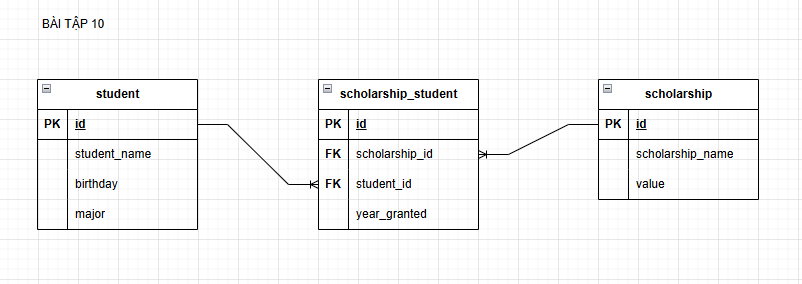 BÀI TẬP 10
student
PK id
student_name
birthday
major
scholarship_student
PK id
FK scholarship_id
FK student_id
year_granted
scholarship
PK id
scholarship_name
value